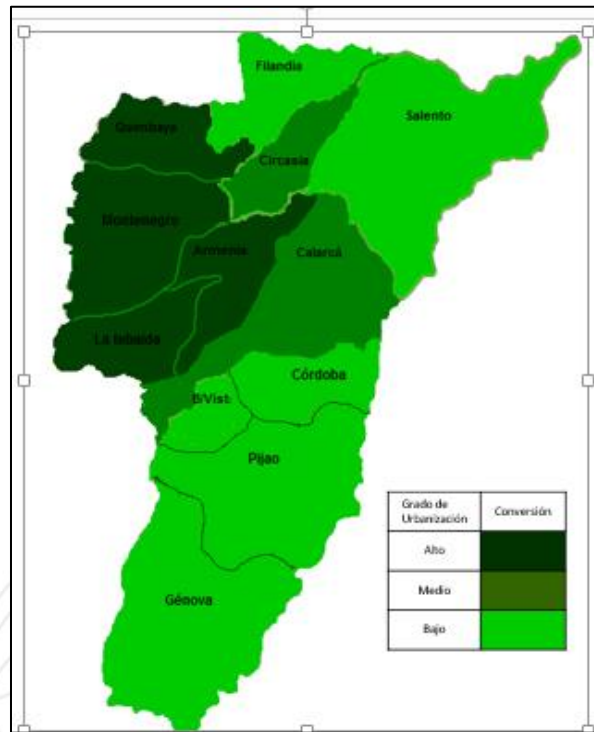 Filandia
Salento
Quimbaya
Circasia
Montenegro
Armenia
Calarcá
La tebaida
Córdoba
B/Vist
Pijao
Génova
Grado de
Urbanización
Conversión
Alto
Medio
Bajo